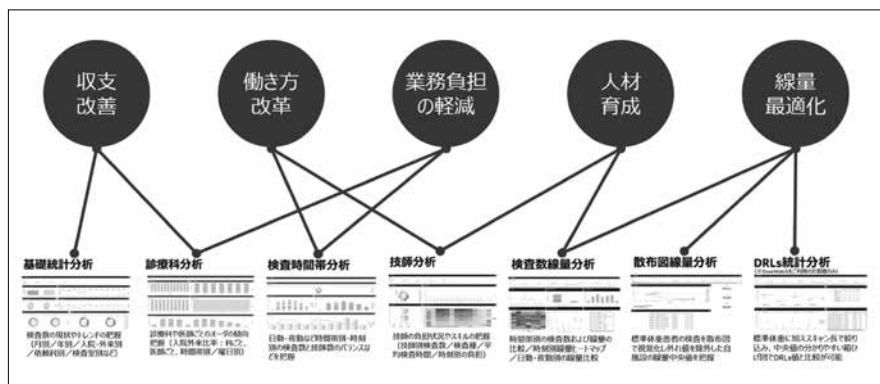 収支
改善
働き方
改革
業務負担
の軽減
人材
育成
線量
最適化
基礎統計分析
検査数の現状やトレンドの把握
(月別/年別/入院・外来別
/依頼科別/検査室別など)
診療科分析
診療科や医師ごとのオーダの傾向
把握(入院外来比率:科ごと、
医師ごと、時間帯別/曜日別)
検査時間帯分析
日勤・夜勤など時間帯・時刻
別の検査数と技師数のバランスな
どを把握
技師分析
技師の負担状況やスキルの把握
(技師別検査数/検査種/平
均検査時間/時刻別の負担)
検査数線量分析
時間帯別の検査数および線量の
比較/時刻別線量ヒートマップ
/日勤・夜勤別の線量比較
散布図線量分析
標準体重患者の検査を散布図
で視覚化し外れ値を除外した自
施設の線量中央値を把握
DRLs統計分析
標準体重に加えスキャン長で絞り
込み、中央値の分かりやすい箱ひ
げ図でDRLs値と比較が可能